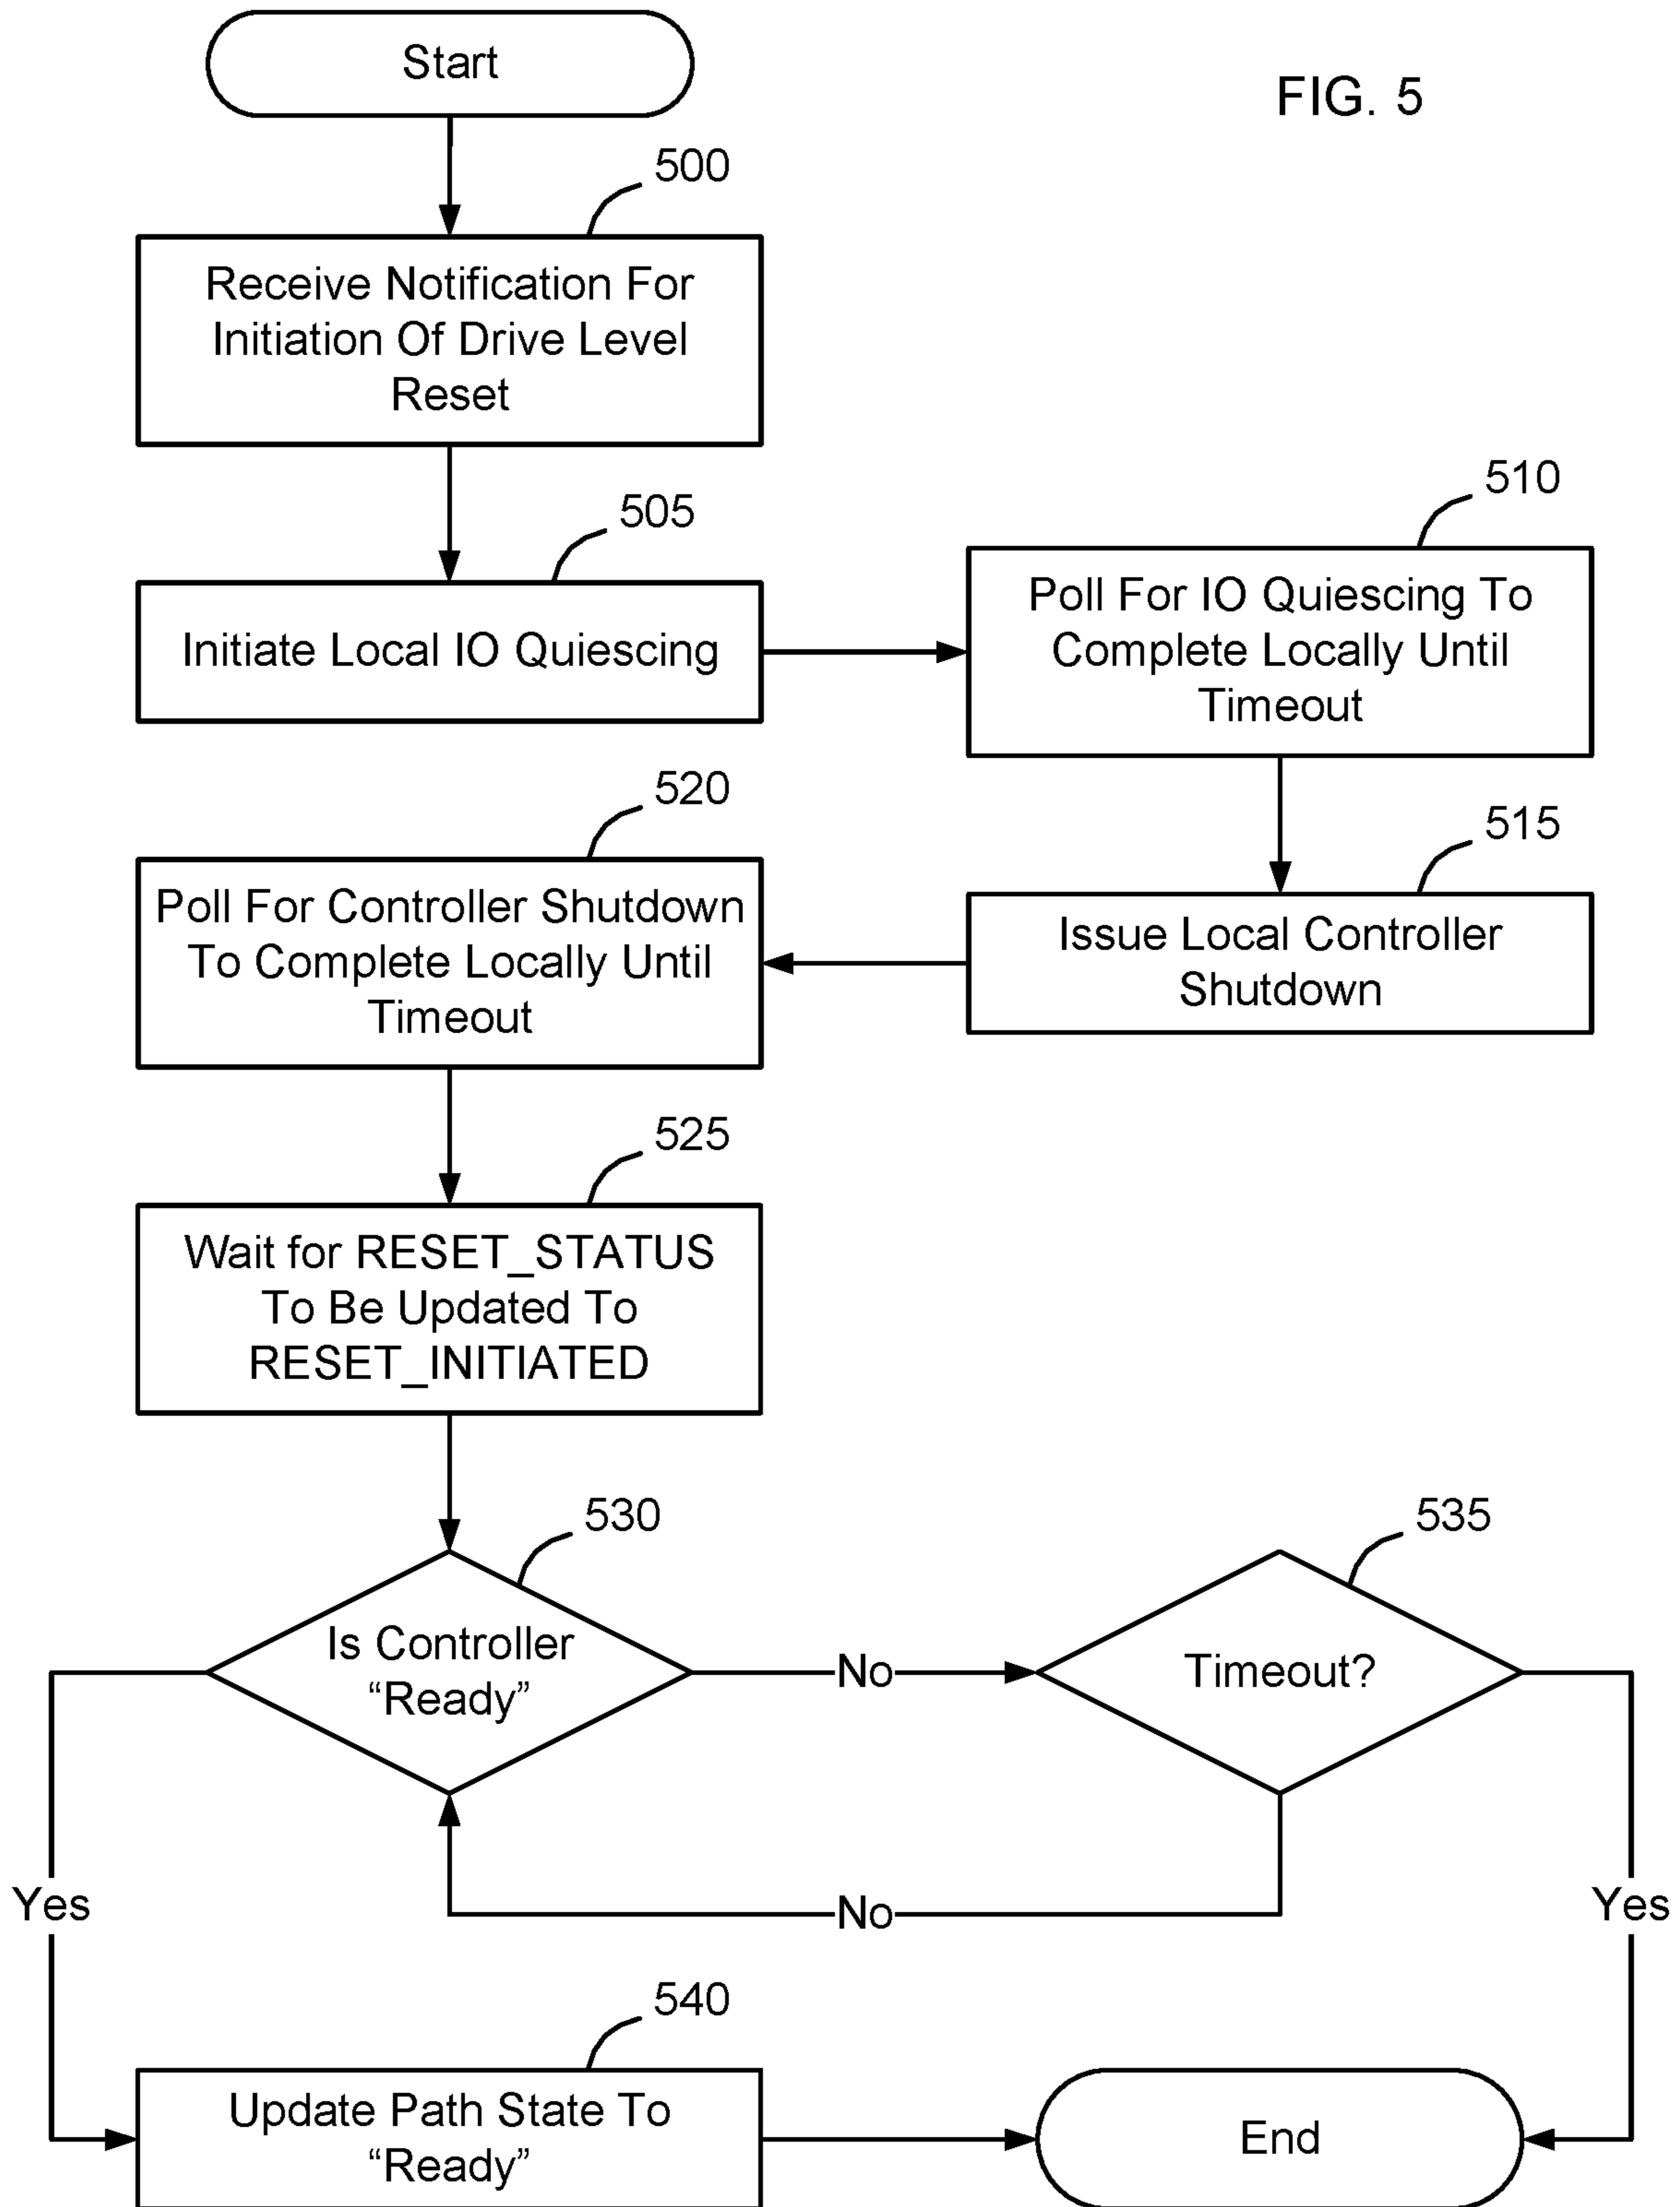 Start
FIG. 5
500
Receive Notification For
Initiation Of Drive Level
Reset
505
Initiate Local IO Quiescing
510
Poll For IO Quiescing To
Complete Locally Until
Timeout
515
Issue Local Controller
Shutdown
520
Poll For Controller Shutdown
To Complete Locally Until
Timeout
525
Wait for RESET_STATUS
To Be Updated To
RESET_INITIATED
530
Is Controller
“Ready”
No
535
Timeout?
No
Yes
Yes
540
Update Path State To
“Ready”
End